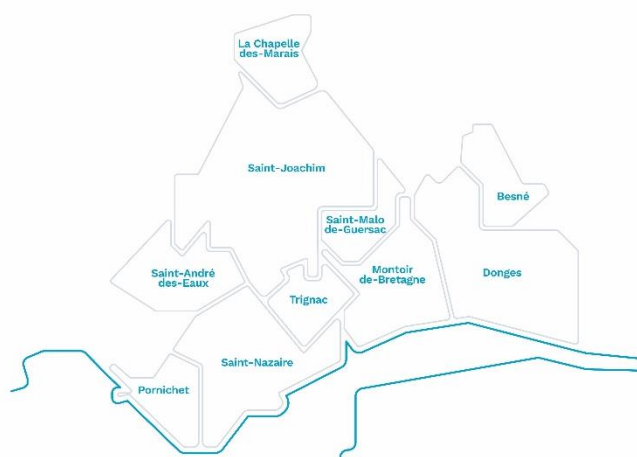 La Chapelle
des-Marais
Saint-Joachim
Besné
Saint-Malo
de-Guersac
Saint-André
des-Eaux
Montoir
de-Bretagne
Donges
Trignac
Saint-Nazaire
Pornichet